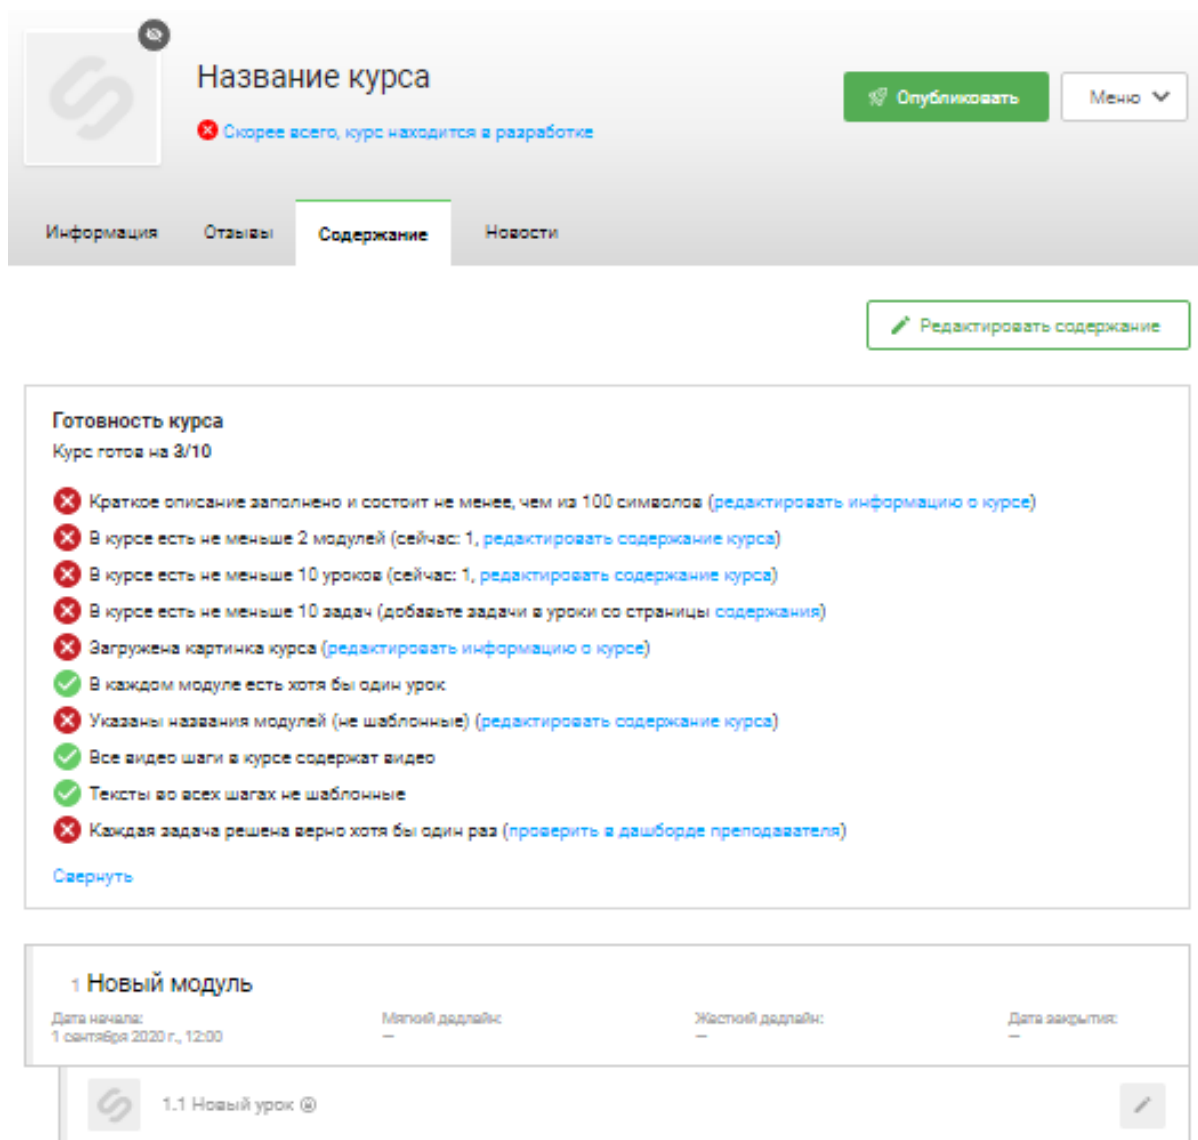 Название курса
Опубликовать
Меню
Скорее всего, курс находится в разработке
Информация
Отзывы
Содержание
Новости
Редактировать содержание
Готовность курса
Курс готов на 3/10
Краткое описание заполнено и состоит не менее, чем из 100 символов (редактировать информацию о курсе)
В курсе есть не меньше 2 модулей (сейчас: 1, редактировать содержание курса)
В курсе есть не меньше 10 уроков (сейчас: 1, редактировать содержание курса)
В курсе есть не меньше 10 задач (добавьте задачи в уроки со страницы содержания)
Загружена картинка курса (редактировать информацию о курсе)
В каждом модуле есть хотя бы один урок
Указаны названия модулей (не шаблонные) (редактировать содержание курса)
Все видео шаги в курсе содержат видео
Тексты во всех шагах не шаблонные
Каждая задача решена верно хотя бы один раз (проверить в дашборде преподавателя)
Свернуть
1 Новый модуль
Дата начала:
1 сентября 2020 г., 12:00
Мягкий дедлайн:
—
Жесткий дедлайн:
—
Дата закрытия:
—
1.1 Новый урок